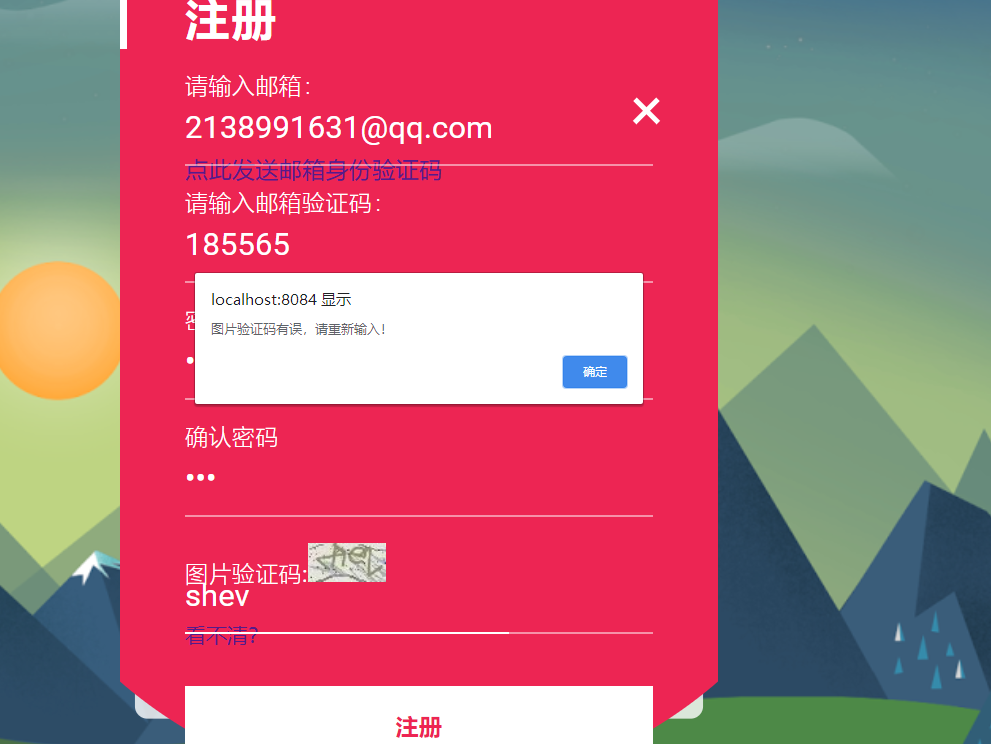 注册
请输入邮箱：
2138991631@qq.com
点此发送邮箱身份验证码
请输入邮箱验证码：
185565
localhost:8084 显示
图片验证码有误，请重新输入！
确定
确认密码
•••
图片验证码:
shev
看不清？
注册